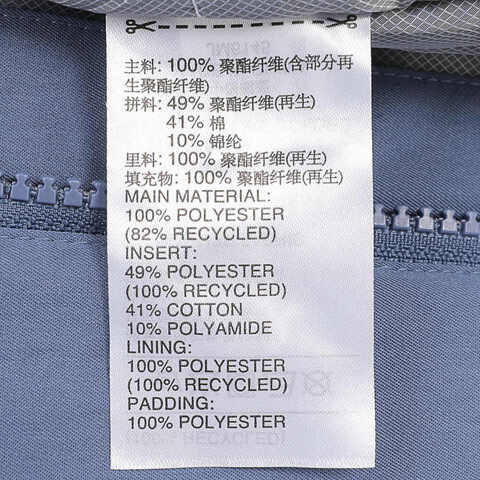 主料: 100% 聚酯纤维(含部分再
生聚酯纤维)
拼料: 49% 聚酯纤维(再生)
41% 棉
10% 锦纶
里料: 100% 聚酯纤维(再生)
填充物: 100% 聚酯纤维(再生)
MAIN MATERIAL:
100% POLYESTER
(82% RECYCLED)
INSERT:
49% POLYESTER
(100% RECYCLED)
41% COTTON
10% POLYAMIDE
LINING:
100% POLYESTER
(100% RECYCLED)
PADDING:
100% POLYESTER